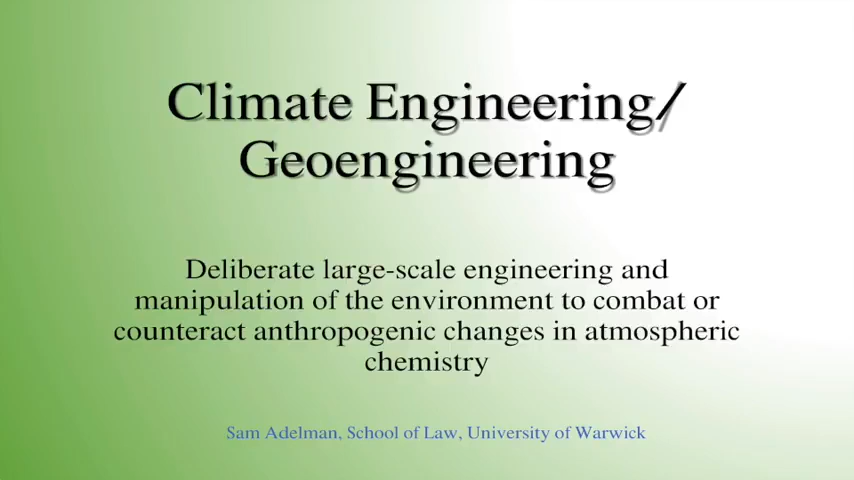 Climate Engineering/
Geoengineering
Deliberate large-scale engineering and
manipulation of the environment to combat or
counteract anthropogenic changes in atmospheric
chemistry
Sam Adelman, School of Law, University of Warwick